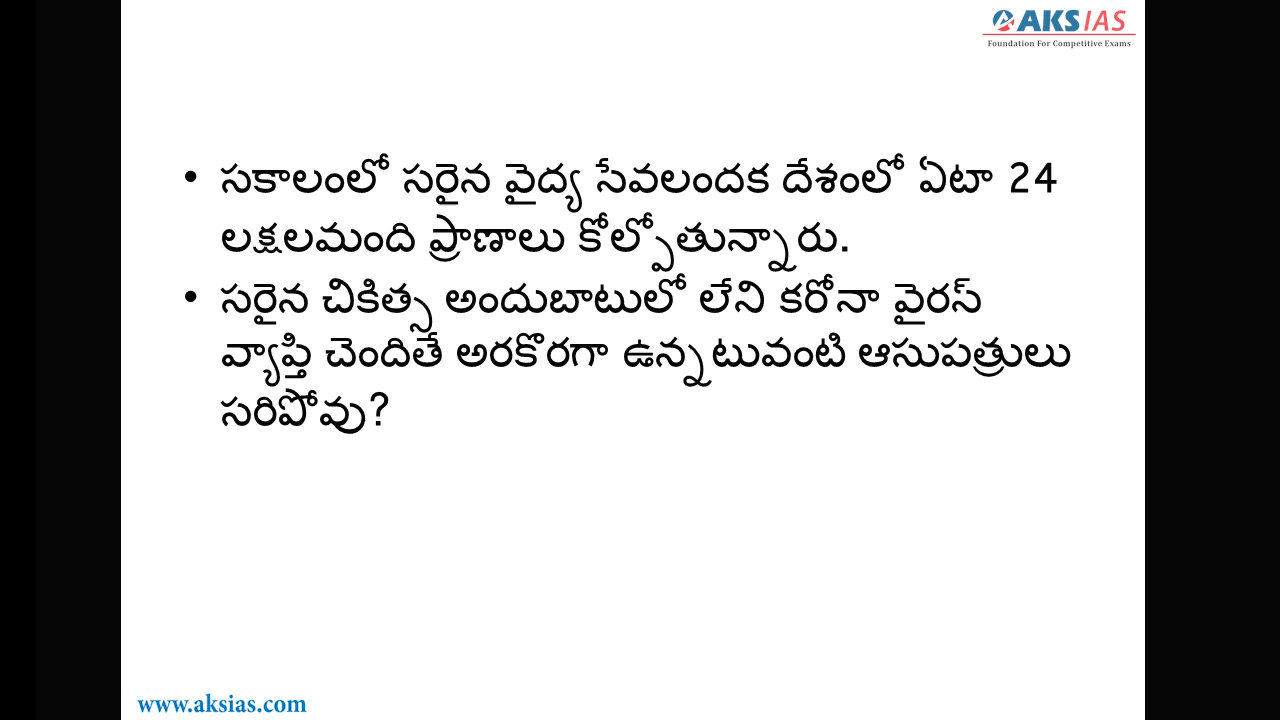 AKS IAS
Foundation For Competitive Exams
• సకాలంలో సరైన వైద్య సేవలందక దేశంలో ఏటా 24
లక్షలమంది ప్రాణాలు కోల్పోతున్నారు.
• సరైన చికిత్స అందుబాటులో లేని కరోనా వైరస్
వ్యాప్తి చెందితే అరకొరగా ఉన్నటువంటి ఆసుపత్రులు
సరిపోవు?
www.aksias.com